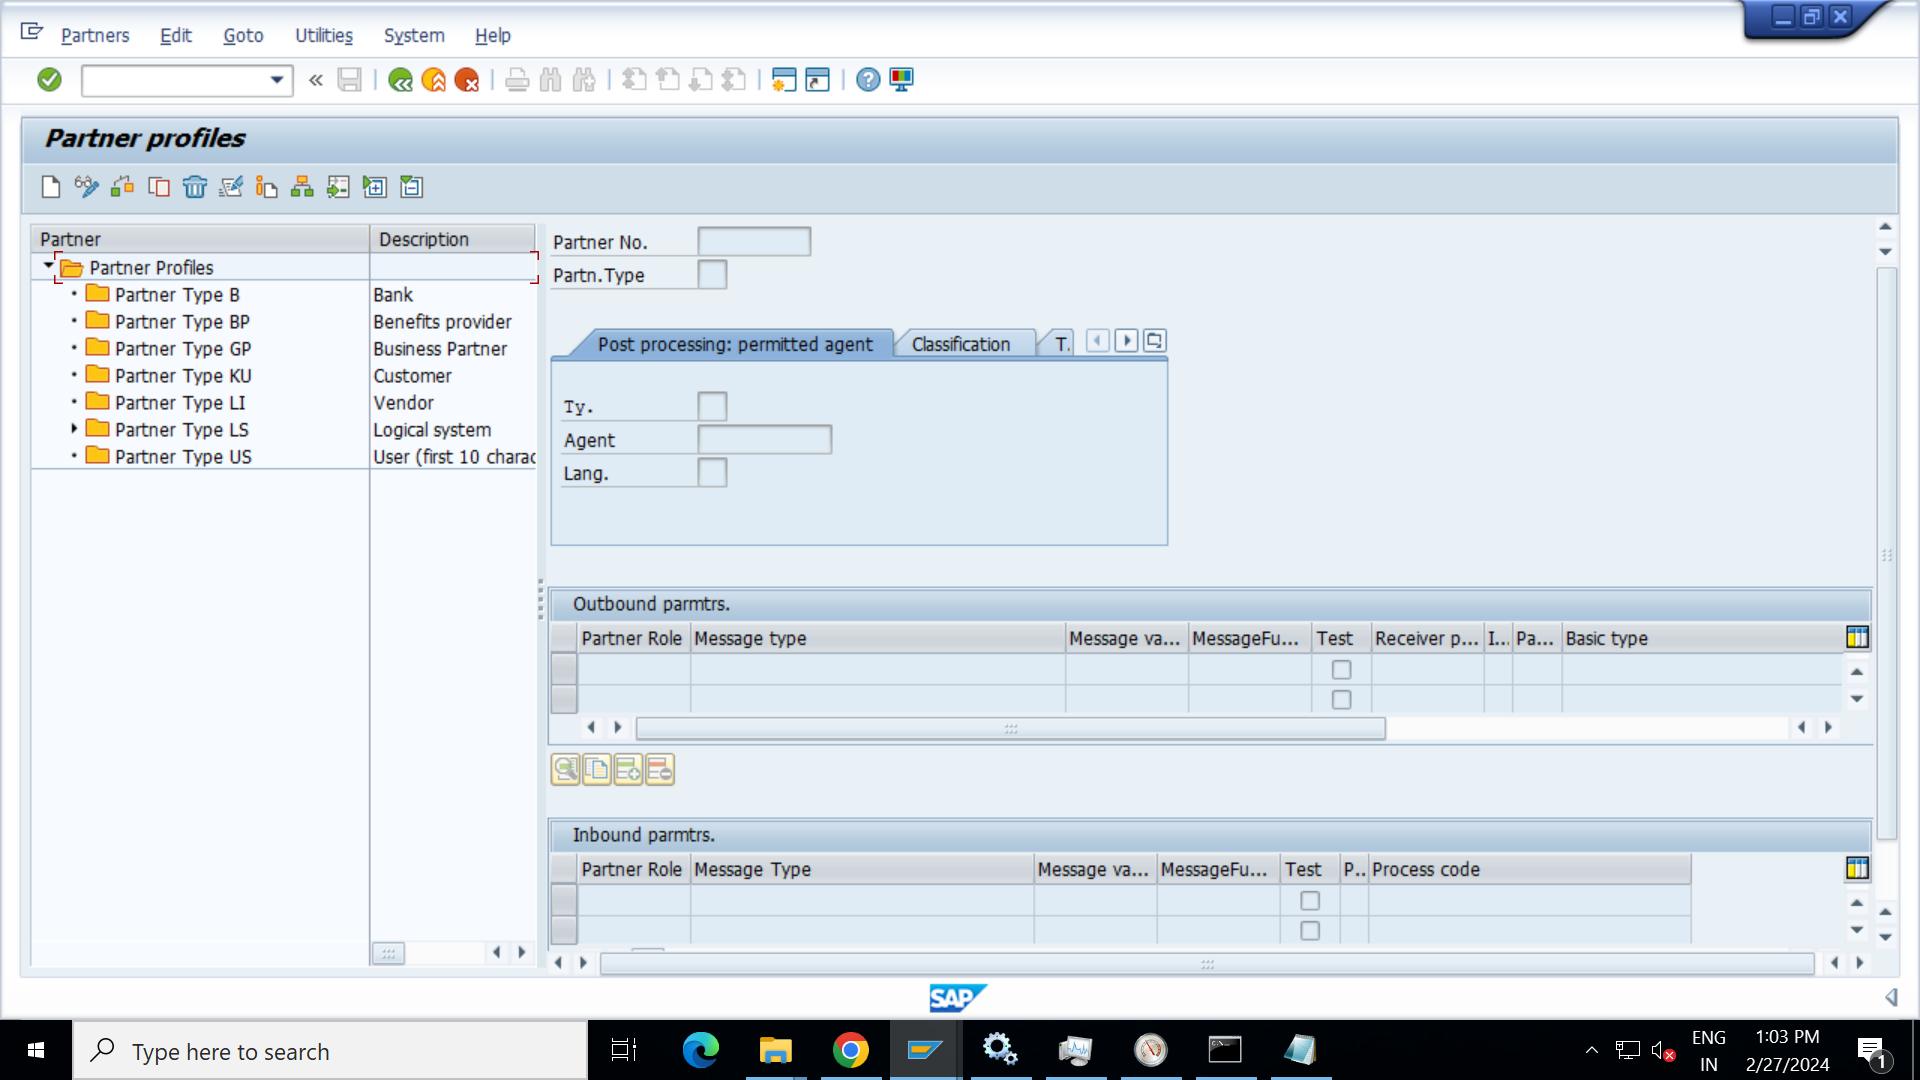 Partners Edit Goto Utilities System Help
Partner profiles
Partner Description
Partner Profiles
Partner Type B Bank
Partner Type BP Benefits provider
Partner Type GP Business Partner
Partner Type KU Customer
Partner Type LI Vendor
Partner Type LS Logical system
Partner Type US User (first 10 charac
Partner No.
Partn.Type
Post processing: permitted agent Classification T.
Ty.
Agent
Lang.
Outbound parmtrs.
Partner Role Message type Message va... MessageFu... Test Receiver p... I.. Pa... Basic type
Inbound parmtrs.
Partner Role Message Type Message va... MessageFu... Test P.. Process code
SAP
Type here to search
ENG
IN
1:03 PM
2/27/2024
1